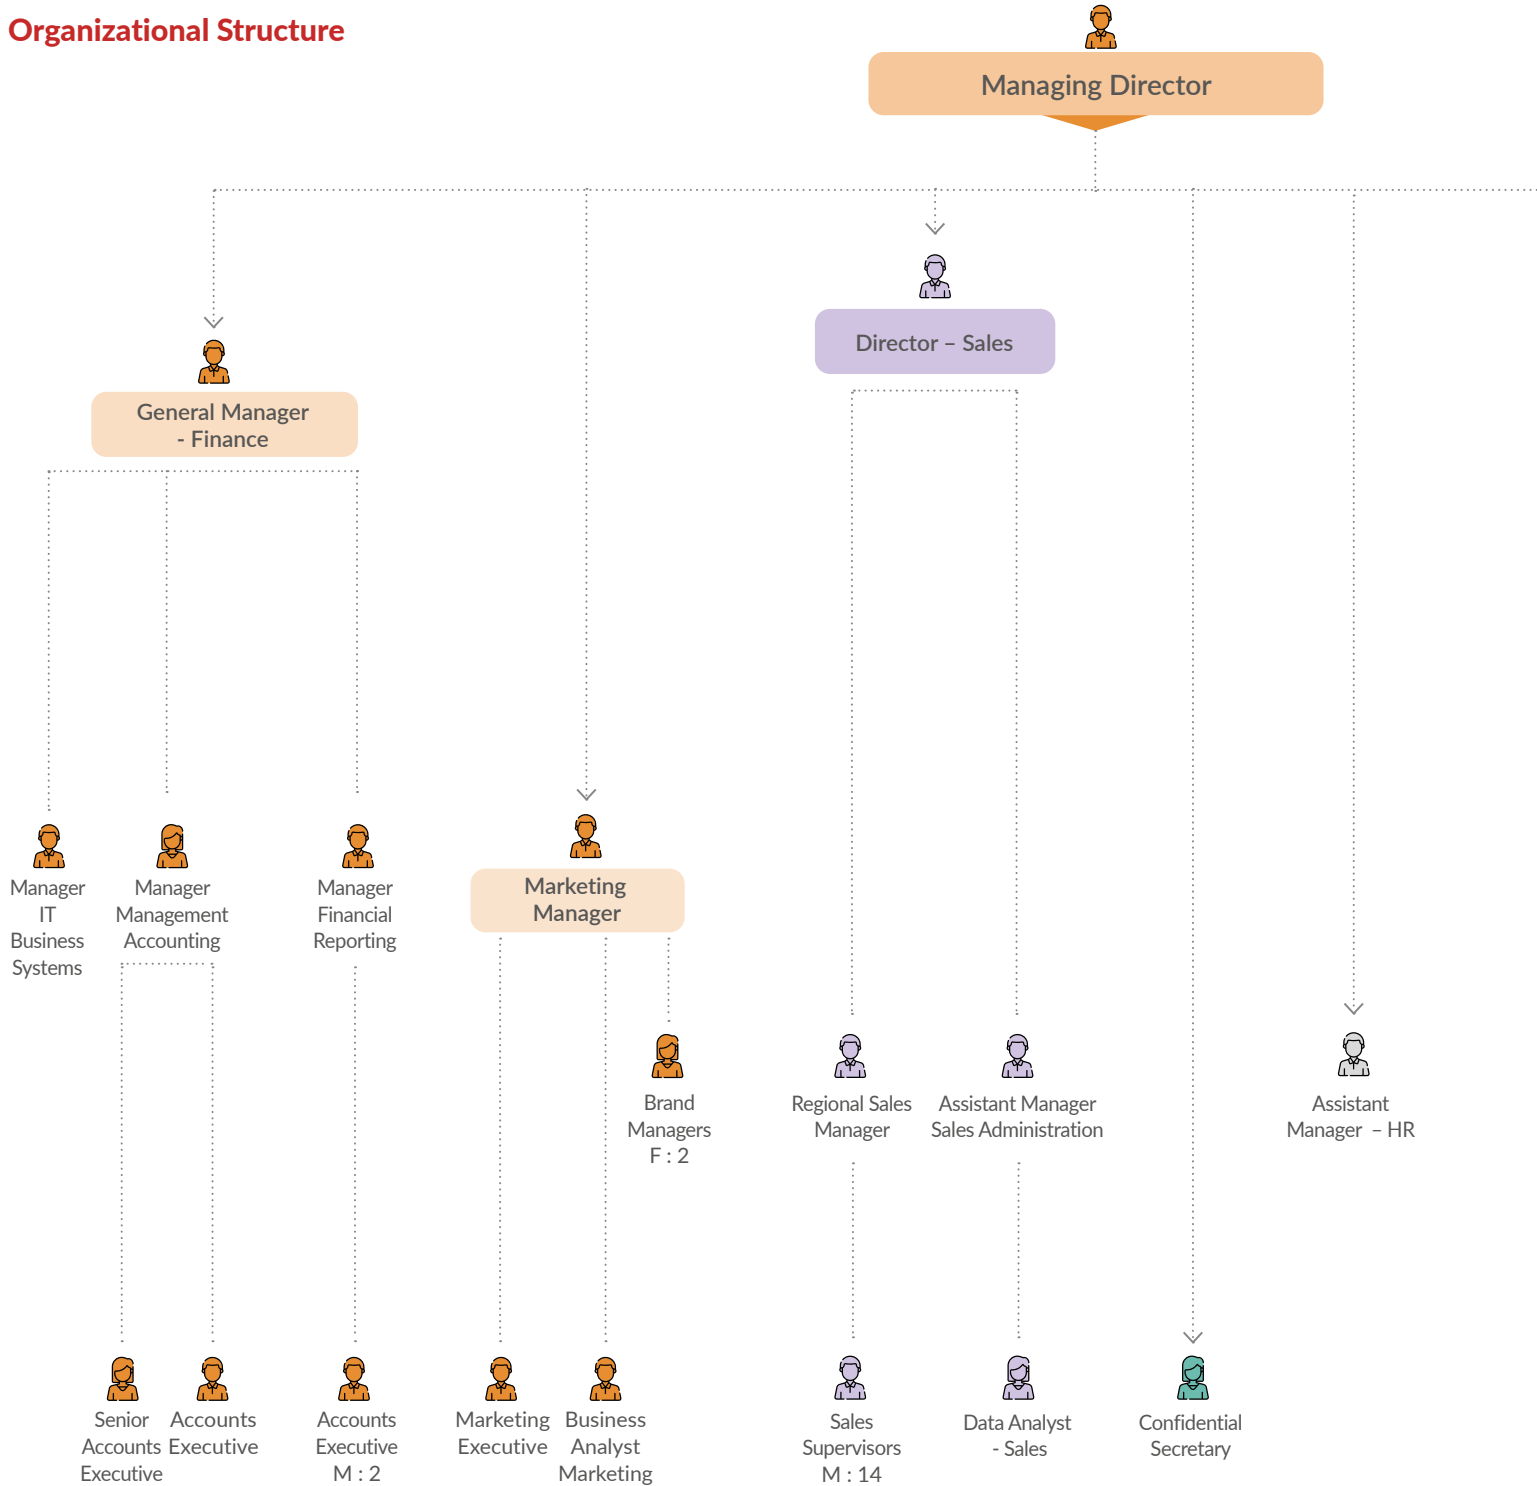 Organizational Structure
Managing Director
Director – Sales
General Manager
- Finance
Manager
IT
Business
Systems
Manager
Management
Accounting
Manager
Financial
Reporting
Marketing
Manager
Brand
Managers
F : 2
Regional Sales
Manager
Assistant Manager
Sales Administration
Assistant
Manager – HR
Senior
Accounts
Executive
Accounts
Executive
Accounts
Executive
M : 2
Marketing
Executive
Business
Analyst
Marketing
Sales
Supervisors
M : 14
Data Analyst
- Sales
Confidential
Secretary